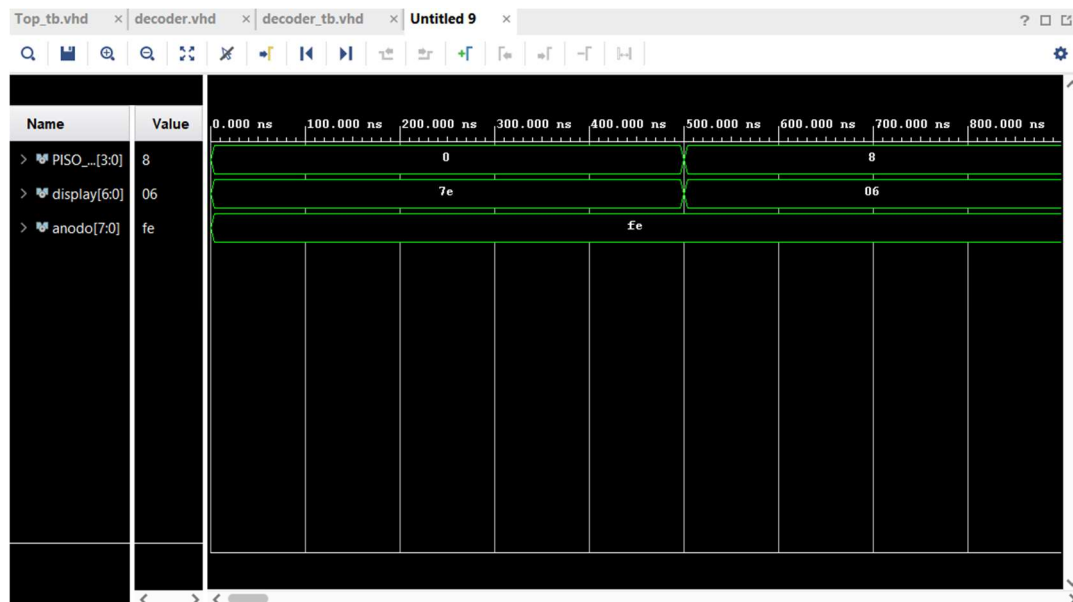 Top_tb.vhd × decoder.vhd × decoder_tb.vhd × Untitled 9 ×
Name Value 0.000 ns 100.000 ns 200.000 ns 300.000 ns 400.000 ns 500.000 ns 600.000 ns 700.000 ns 800.000 ns
PISO_...[3:0] 8 0 8
display[6:0] 06 7e 06
anodo[7:0] fe fe